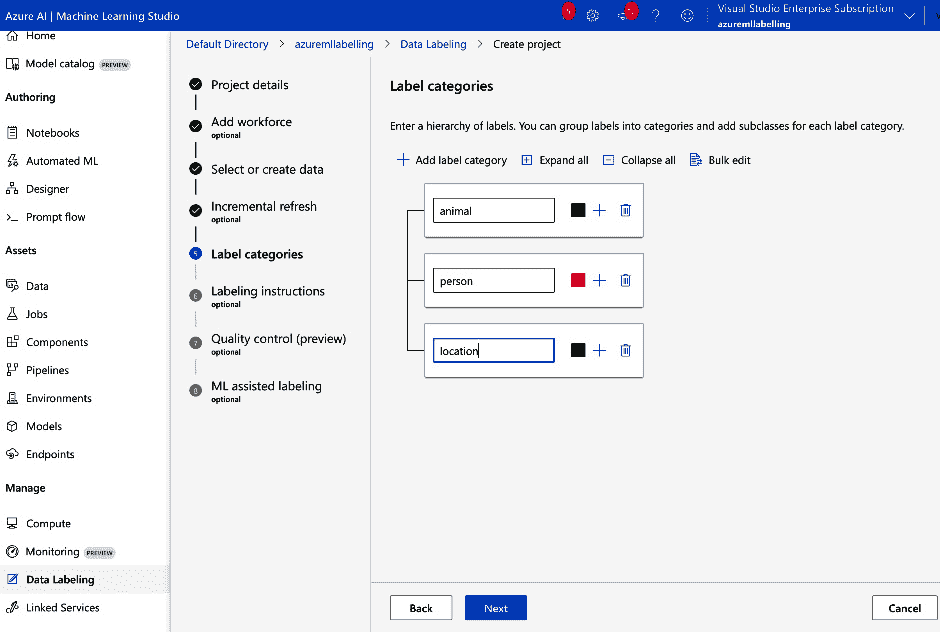 Azure AI | Machine Learning Studio
Visual Studio Enterprise Subscription
azuremllabelling
Home
Model catalog PREVIEW
Authoring
Notebooks
Automated ML
Designer
Prompt flow
Assets
Data
Jobs
Components
Pipelines
Environments
Models
Endpoints
Manage
Compute
Monitoring PREVIEW
Data Labeling
Linked Services
Default Directory > azuremllabelling > Data Labeling > Create project
Project details
Add workforce
optional
Select or create data
Incremental refresh
optional
5 Label categories
6 Labeling instructions
optional
7 Quality control (preview)
optional
8 ML assisted labeling
optional
Label categories
Enter a hierarchy of labels. You can group labels into categories and add subclasses for each label category.
Add label category Expand all Collapse all Bulk edit
animal
person
location
Back Next Cancel